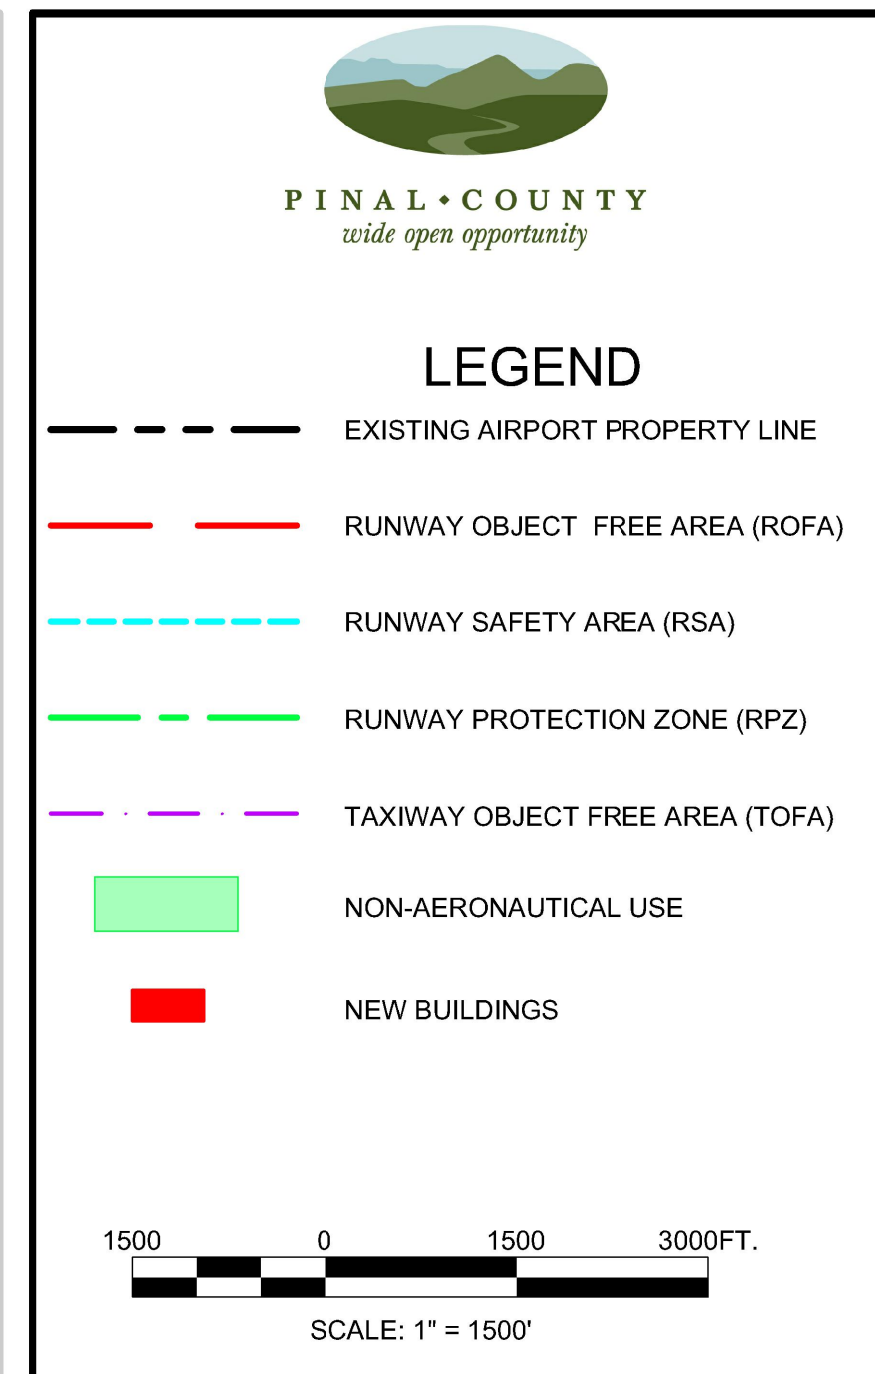 PINAL•COUNTY
wide open opportunity
LEGEND
EXISTING AIRPORT PROPERTY LINE
RUNWAY OBJECT FREE AREA (ROFA)
RUNWAY SAFETY AREA (RSA)
RUNWAY PROTECTION ZONE (RPZ)
TAXIWAY OBJECT FREE AREA (TOFA)
NON-AERONAUTICAL USE
NEW BUILDINGS
1500 0 1500 3000FT.
SCALE: 1" = 1500'